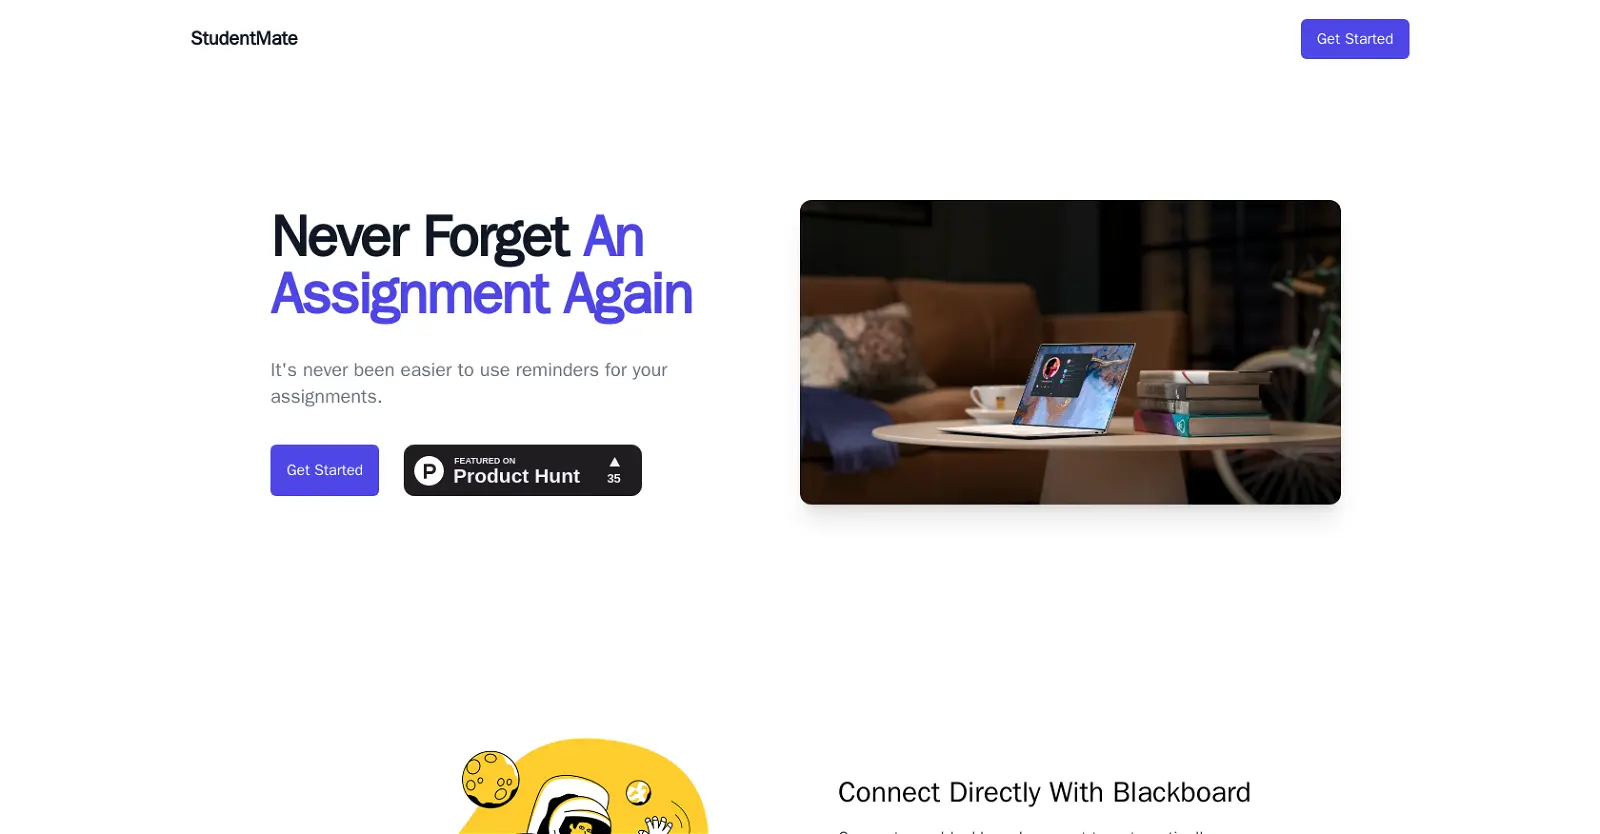 StudentMate
Get Started
Never Forget An
Assignment Again
It's never been easier to use reminders for your
assignments.
Get Started
P
FEATURED ON
Product Hunt
▲
35
Connect Directly With Blackboard